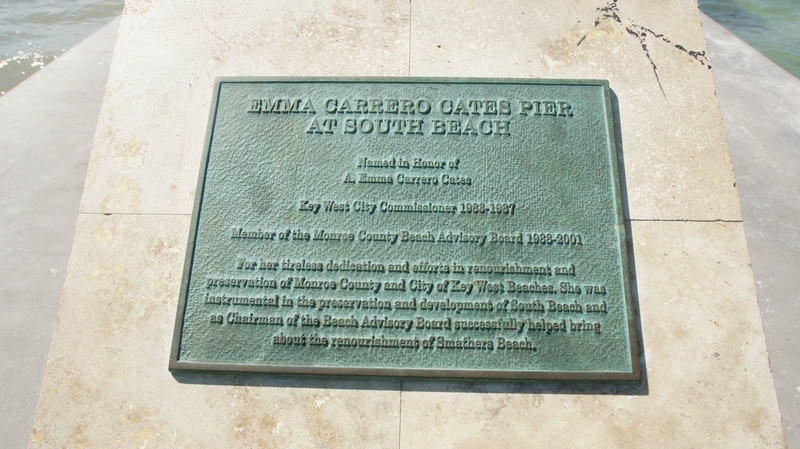 EMMA CARRERO CATES PIER
AT SOUTH BEACH
Named in Honor of
A. Emma Carrero Cates
Key West City Commissioner 1983-1987
Member of the Monroe County Beach Advisory Board 1988-2001
For her tireless dedication and efforts in renourishment and
preservation of Monroe County and City of Key West Beaches. She was
instrumental in the preservation and development of South Beach and
as Chairman of the Beach Advisory Board successfully helped bring
about the renourishment of Smathers Beach.